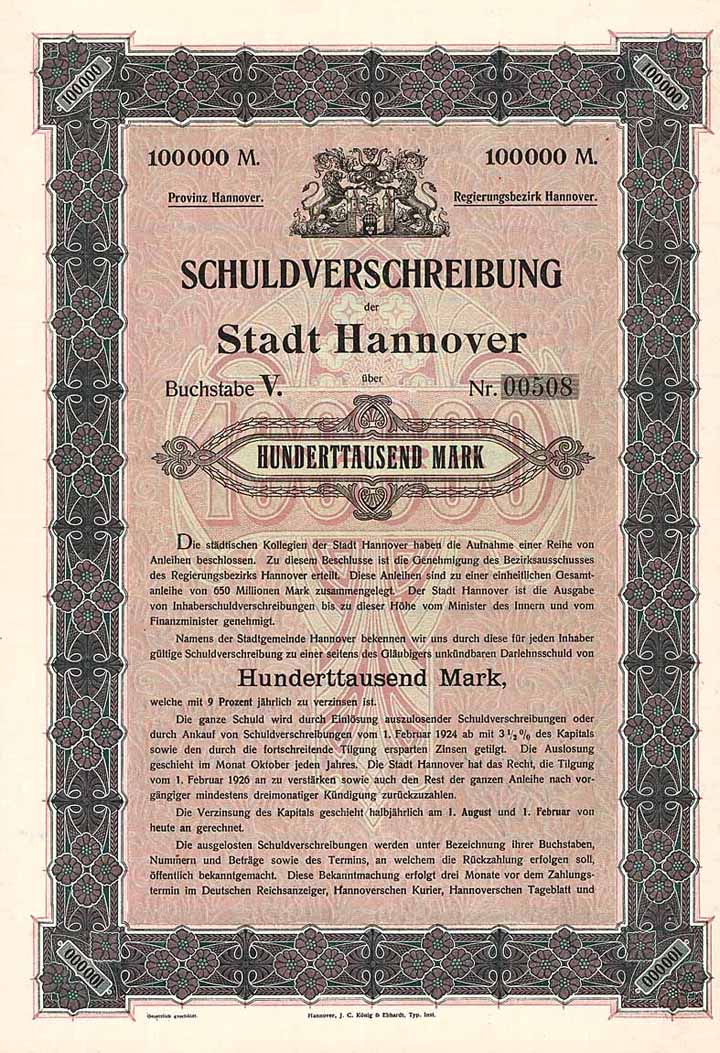 100000
100000
100000 M.
100000 M.
Provinz Hannover.
Regierungsbezirk Hannover.
SCHULDVERSCHREIBUNG
der
Stadt Hannover
Buchstabe V.
über
Nr. 00508
100000
HUNDERTTAUSEND MARK
Die städtischen Kollegien der Stadt Hannover haben die Aufnahme einer Reihe von
Anleihen beschlossen. Zu diesem Beschlusse ist die Genehmigung des Bezirksausschusses
des Regierungsbezirks Hannover erteilt. Diese Anleihen sind zu einer einheitlichen Gesamt-
anleihe von 650 Millionen Mark zusammengelegt. Der Stadt Hannover ist die Ausgabe
von Inhaberschuldverschreibungen bis zu dieser Höhe vom Minister des Innern und vom
Finanzminister genehmigt.
Namens der Stadtgemeinde Hannover bekennen wir uns durch diese für jeden Inhaber
gültige Schuldverschreibung zu einer seitens des Gläubigers unkündbaren Darlehnsschuld von
Hunderttausend Mark,
welche mit 9 Prozent jährlich zu verzinsen ist.
Die ganze Schuld wird durch Einlösung auszulosender Schuldverschreibungen oder
durch Ankauf von Schuldverschreibungen vom 1. Februar 1924 ab mit 3 1/2 % des Kapitals
sowie den durch die fortschreitende Tilgung ersparten Zinsen getilgt. Die Auslosung
geschieht im Monat Oktober jeden Jahres. Die Stadt Hannover hat das Recht, die Tilgung
vom 1. Februar 1926 an zu verstärken sowie auch den Rest der ganzen Anleihe nach vor-
gängiger mindestens dreimonatiger Kündigung zurückzuzahlen.
Die Verzinsung des Kapitals geschieht halbjährlich am 1. August und 1. Februar von
heute an gerechnet.
Die ausgelosten Schuldverschreibungen werden unter Bezeichnung ihrer Buchstaben,
Nummern und Beträge sowie des Termins, an welchem die Rückzahlung erfolgen soll,
öffentlich bekanntgemacht. Diese Bekanntmachung erfolgt drei Monate vor dem Zahlungs-
termin im Deutschen Reichsanzeiger, Hannoverschen Kurier, Hannoverschen Tageblatt und
100000
100000
Gesetzlich geschützt.
Hannover, J. C. König & Ebhardt, Typ. Inst.